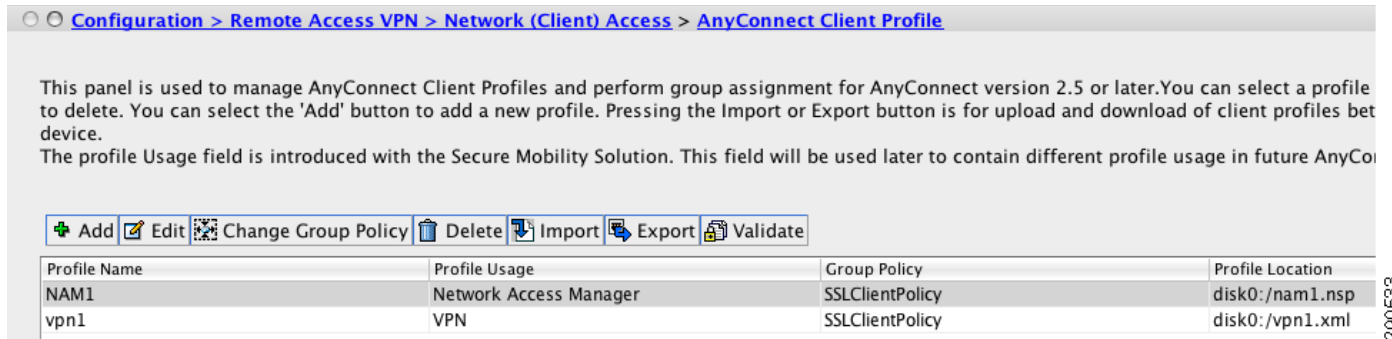 Configuration > Remote Access VPN > Network (Client) Access > AnyConnect Client Profile
This panel is used to manage AnyConnect Client Profiles and perform group assignment for AnyConnect version 2.5 or later.You can select a profile
to delete. You can select the 'Add' button to add a new profile. Pressing the Import or Export button is for upload and download of client profiles bet
device.
The profile Usage field is introduced with the Secure Mobility Solution. This field will be used later to contain different profile usage in future AnyCo
Add Edit Change Group Policy Delete Import Export Validate
Profile Name Profile Usage Group Policy Profile Location
NAM1 Network Access Manager SSLClientPolicy disk0:/nam1.nsp
vpn1 VPN SSLClientPolicy disk0:/vpn1.xml